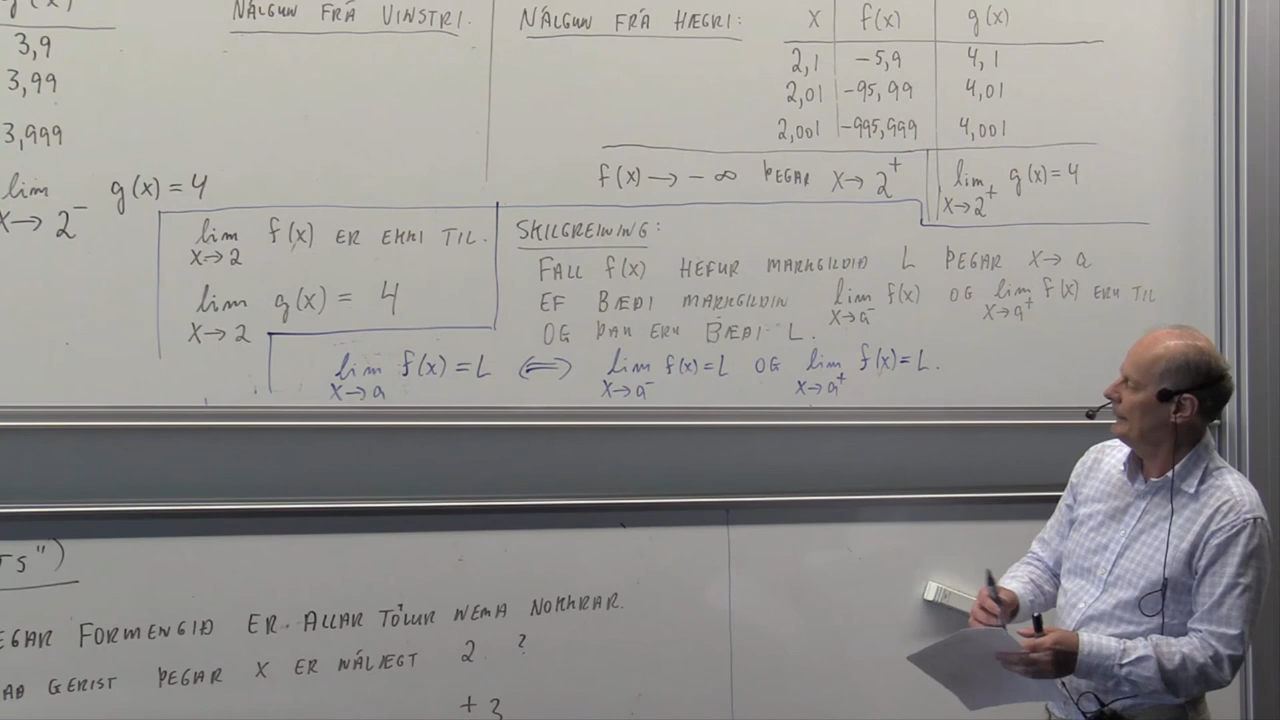 3,9
3,99
3,999
lim g(x) = 4
x→2⁻
NÁLGUN FRÁ VINSTRI.
NÁLGUN FRÁ HÆGRI:
x f(x) g(x)
2,1 −5,9 4,1
2,01 −95,99 4,01
2,001 −995,999 4,001
f(x) → −∞ ÞEGAR x→2⁺
lim g(x) = 4
x→2⁺
lim f(x) ER EKKI TIL.
x→2
lim g(x) = 4
x→2
SKILGREINING:
FALL f(x) HEFUR MARKGILDIÐ L ÞEGAR x→a
EF BÆÐI MARKGILDIN lim f(x) OG lim f(x) ERU TIL
x→a⁻ x→a⁺
OG ÞAU ERU BÆÐI L.
lim f(x) = L ⟺ lim f(x) = L OG lim f(x) = L.
x→a x→a⁻ x→a⁺
TS")
EGAR FORMENGIÐ ER ALLAR TÖLUR NEMA NOKKRAR.
AÐ GERIST ÞEGAR X ER NÁLÆGT 2 ?
+ 3